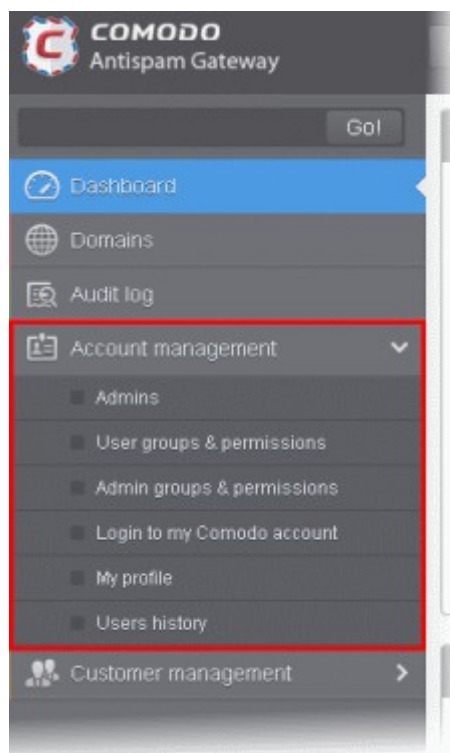 C COMODO
Antispam Gateway
Go!
Dashboard
Domains
Audit log
Account management
Admins
User groups & permissions
Admin groups & permissions
Login to my Comodo account
My profile
Users history
Customer management